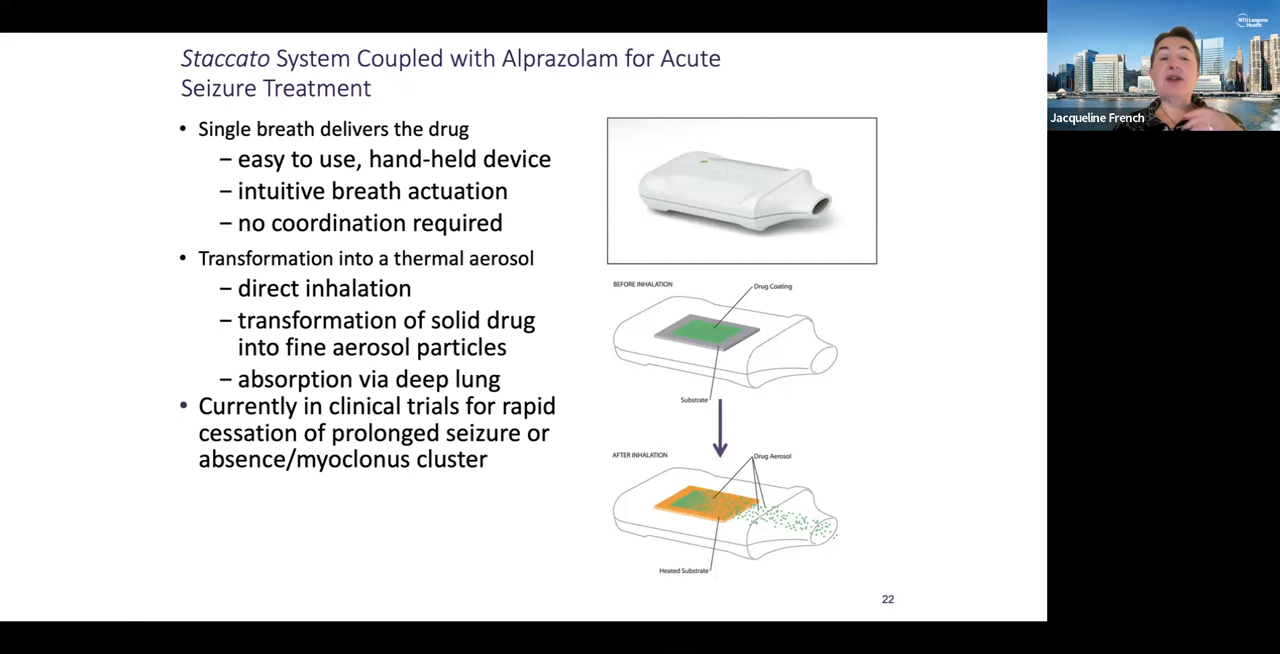 Staccato System Coupled with Alprazolam for Acute
Seizure Treatment
• Single breath delivers the drug
– easy to use, hand-held device
– intuitive breath actuation
– no coordination required
• Transformation into a thermal aerosol
– direct inhalation
– transformation of solid drug
into fine aerosol particles
– absorption via deep lung
• Currently in clinical trials for rapid
cessation of prolonged seizure or
absence/myoclonus cluster
BEFORE INHALATION
Drug Coating
Substrate
AFTER INHALATION
Drug Aerosol
Heated Substrate
22
NYU Langone
Health
Jacqueline French